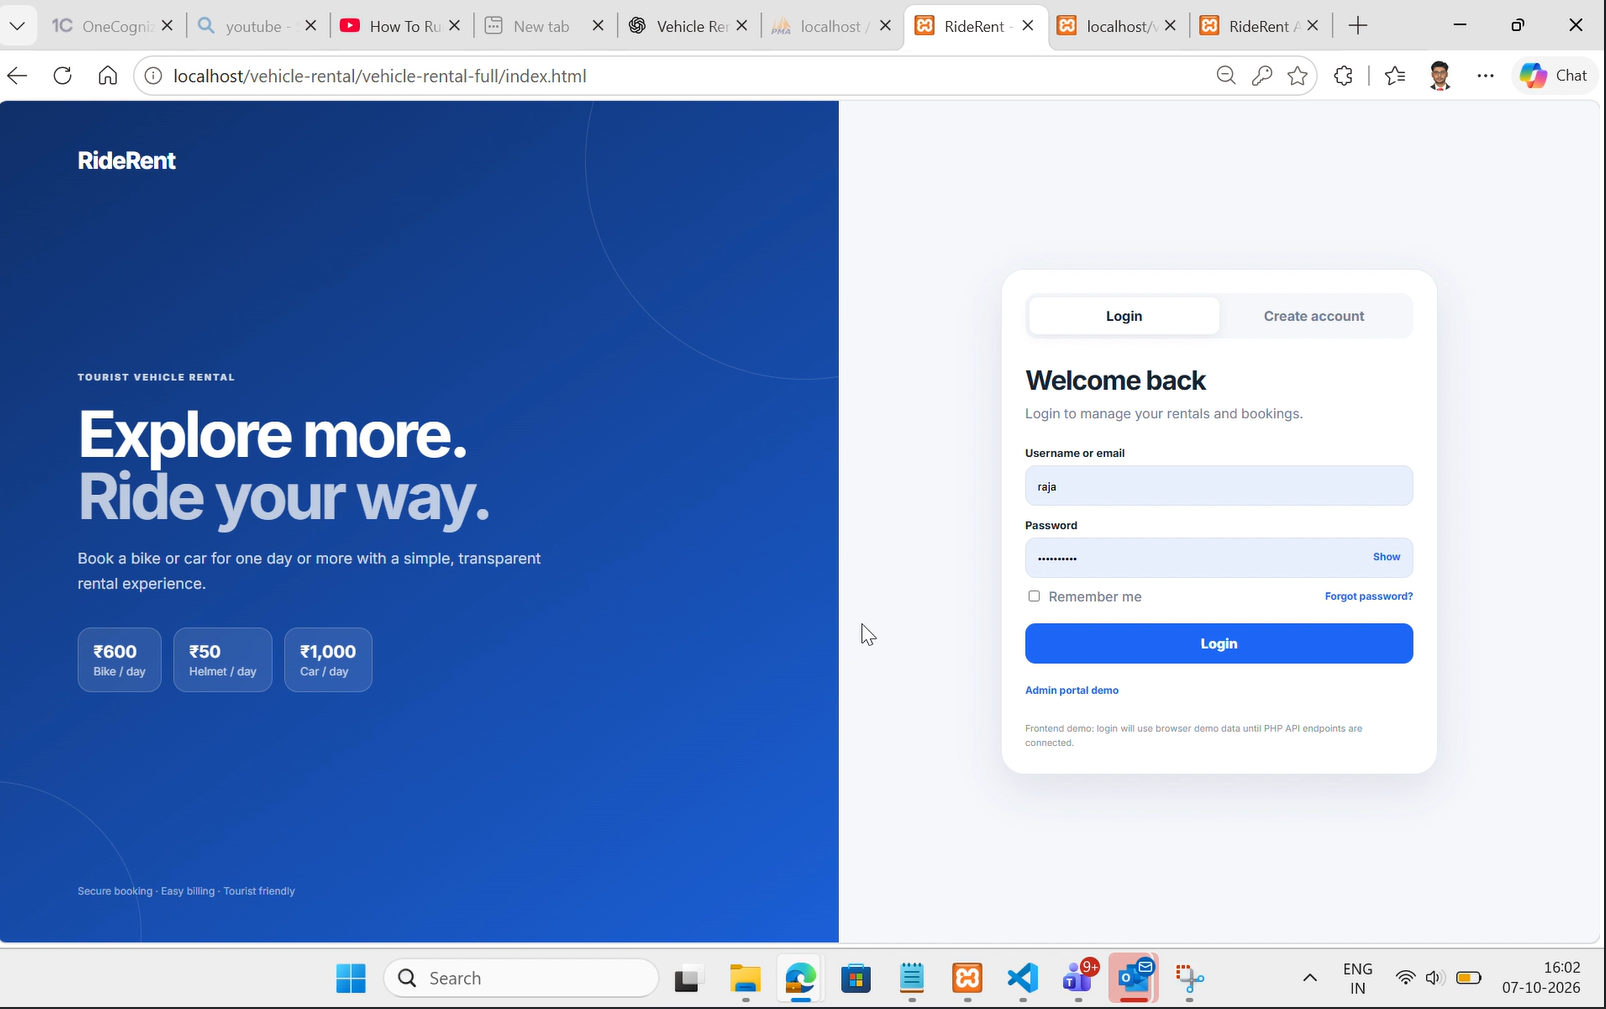 OneCogniz
youtube -
How To Ru
New tab
Vehicle Re
localhost /
RideRent -
localhost/v
RideRent A
localhost/vehicle-rental/vehicle-rental-full/index.html
Chat
RideRent
TOURIST VEHICLE RENTAL
Explore more.
Ride your way.
Book a bike or car for one day or more with a simple, transparent
rental experience.
₹600
Bike / day
₹50
Helmet / day
₹1,000
Car / day
Secure booking · Easy billing · Tourist friendly
Login
Create account
Welcome back
Login to manage your rentals and bookings.
Username or email
raja
Password
••••••••••
Show
Remember me
Forgot password?
Login
Admin portal demo
Frontend demo: login will use browser demo data until PHP API endpoints are
connected.
Search
9+
ENG
IN
16:02
07-10-2026